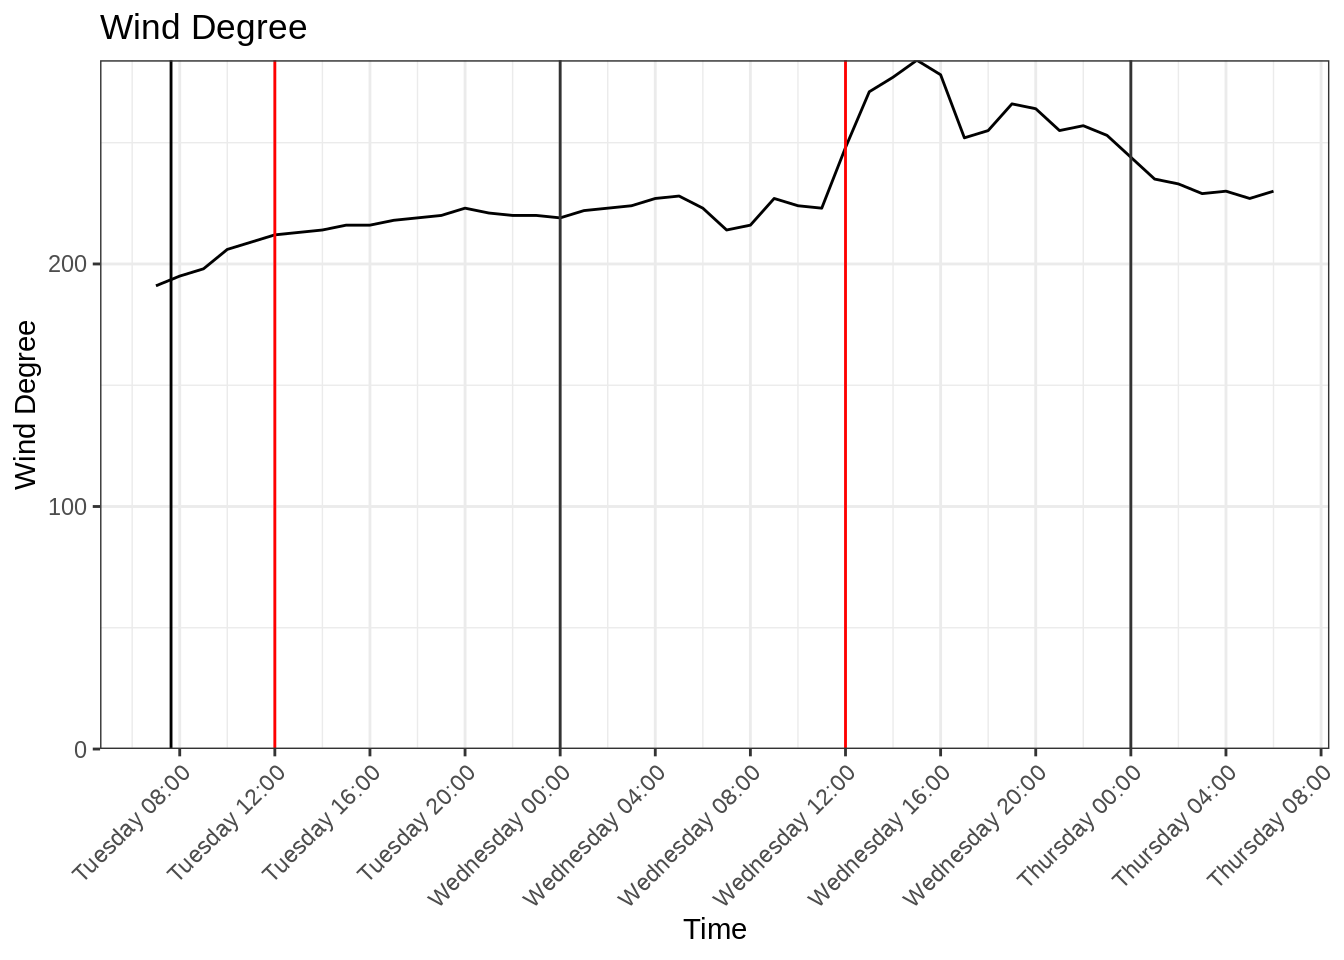 Wind Degree
Wind Degree
200
100
0
Tuesday 08:00
Tuesday 12:00
Tuesday 16:00
Tuesday 20:00
Wednesday 00:00
Wednesday 04:00
Wednesday 08:00
Wednesday 12:00
Wednesday 16:00
Wednesday 20:00
Thursday 00:00
Thursday 04:00
Thursday 08:00
Time